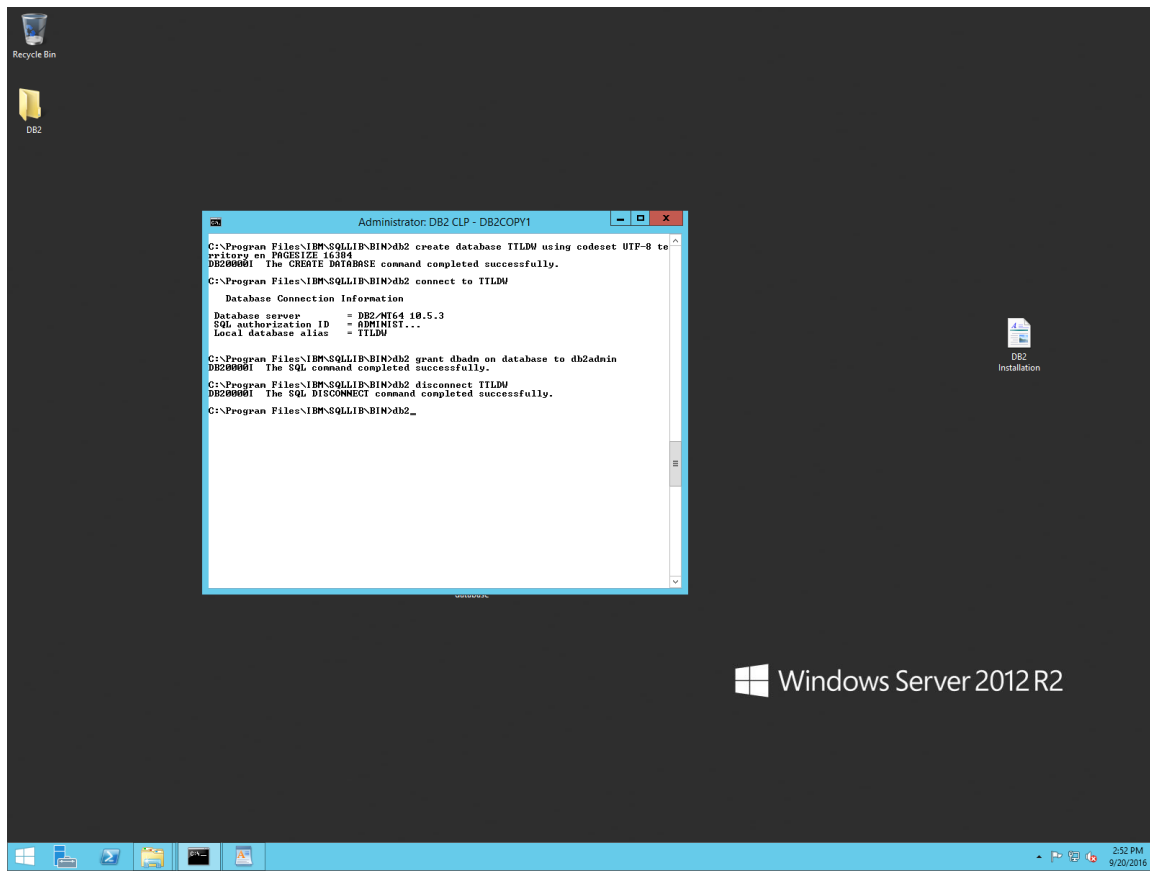 Recycle Bin
DB2
Administrator: DB2 CLP - DB2COPY1
C:\Program Files\IBM\SQLLIB\BIN>db2 create database TTLDW using codeset UTF-8 te
rritory en PAGESIZE 16384
DB20000I  The CREATE DATABASE command completed successfully.
C:\Program Files\IBM\SQLLIB\BIN>db2 connect to TTLDW
Database Connection Information
Database server        = DB2/NT64 10.5.3
SQL authorization ID   = ADMINIST...
Local database alias   = TTLDW
C:\Program Files\IBM\SQLLIB\BIN>db2 grant dbadm on database to db2admin
DB20000I  The SQL command completed successfully.
C:\Program Files\IBM\SQLLIB\BIN>db2 disconnect TTLDW
DB20000I  The SQL DISCONNECT command completed successfully.
C:\Program Files\IBM\SQLLIB\BIN>db2_
DB2
Installation
database
Windows Server 2012 R2
2:52 PM
9/20/2016